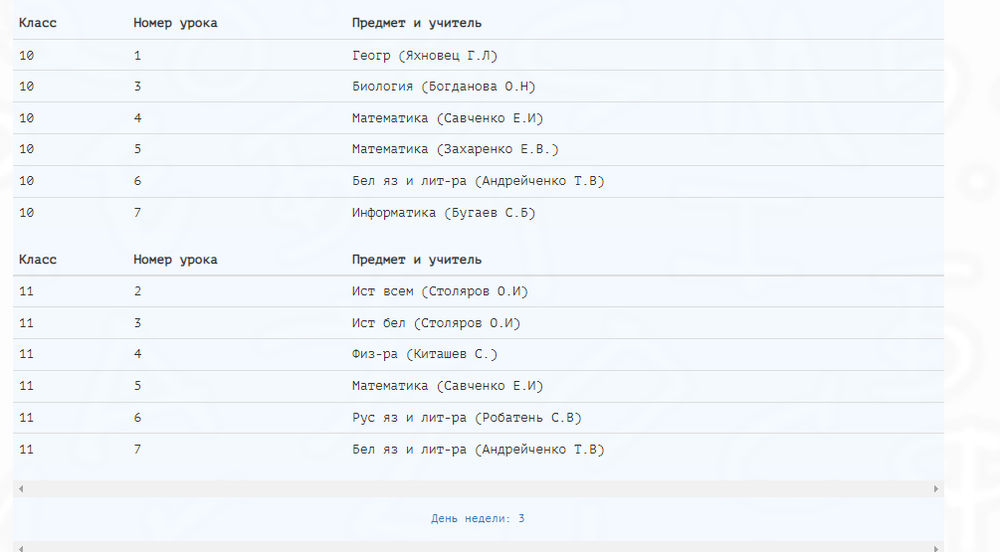 Класс Номер урока Предмет и учитель
10 1 Геогр (Яхновец Г.Л)
10 3 Биология (Богданова О.Н)
10 4 Математика (Савченко Е.И)
10 5 Математика (Захаренко Е.В.)
10 6 Бел яз и лит-ра (Андрейченко Т.В)
10 7 Информатика (Бугаев С.Б)
Класс Номер урока Предмет и учитель
11 2 Ист всем (Столяров О.И)
11 3 Ист бел (Столяров О.И)
11 4 Физ-ра (Киташев С.)
11 5 Математика (Савченко Е.И)
11 6 Рус яз и лит-ра (Робатень С.В)
11 7 Бел яз и лит-ра (Андрейченко Т.В)
День недели: 3